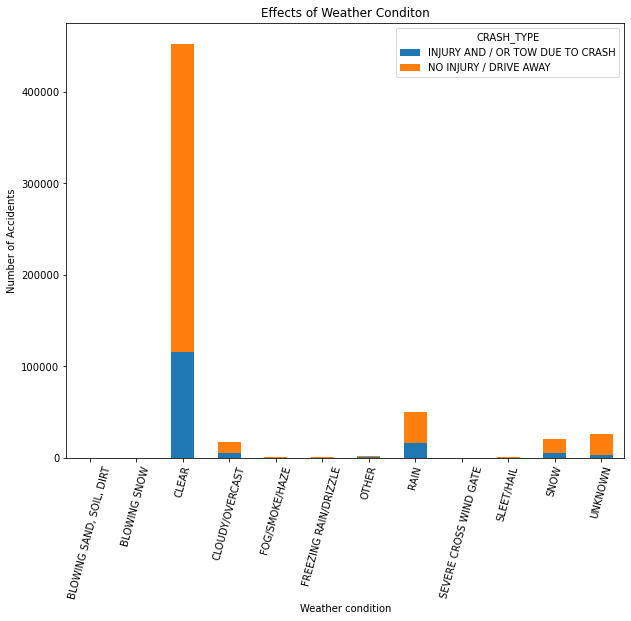 Effects of Weather Conditon
CRASH_TYPE
INJURY AND / OR TOW DUE TO CRASH
NO INJURY / DRIVE AWAY
Number of Accidents
400000
300000
200000
100000
0
BLOWING SAND, SOIL, DIRT
BLOWING SNOW
CLEAR
CLOUDY/OVERCAST
FOG/SMOKE/HAZE
FREEZING RAIN/DRIZZLE
OTHER
RAIN
SEVERE CROSS WIND GATE
SLEET/HAIL
SNOW
UNKNOWN
Weather condition